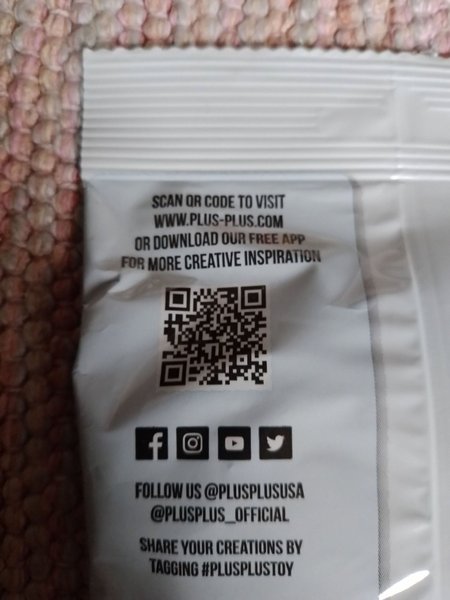 SCAN QR CODE TO VISIT
WWW.PLUS-PLUS.COM
OR DOWNLOAD OUR FREE APP
FOR MORE CREATIVE INSPIRATION
FOLLOW US @PLUSPLUSUSA
@PLUSPLUS_OFFICIAL
SHARE YOUR CREATIONS BY
TAGGING #PLUSPLUSTOY